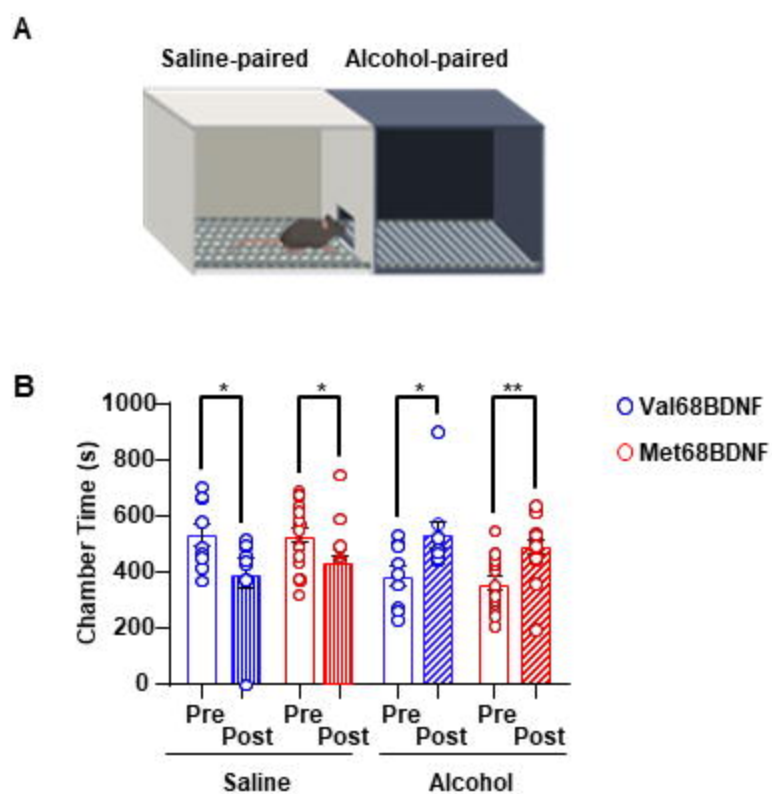 A
Saline-paired Alcohol-paired
B
* * * **
1000
800
600
400
200
0
Chamber Time (s)
Val68BDNF
Met68BDNF
Pre Pre Pre Pre
Post Post Post Post
Saline Alcohol